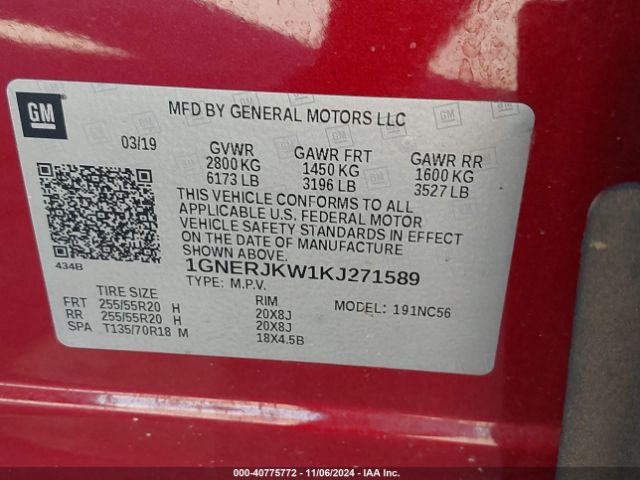 GM
MFD BY GENERAL MOTORS LLC
03/19
GVWR GAWR FRT GAWR RR
2800 KG 1450 KG 1600 KG
6173 LB 3196 LB 3527 LB
THIS VEHICLE CONFORMS TO ALL
APPLICABLE U.S. FEDERAL MOTOR
VEHICLE SAFETY STANDARDS IN EFFECT
ON THE DATE OF MANUFACTURE
SHOWN ABOVE.
434B
1GNERJKW1KJ271589
TYPE: M.P.V.
TIRE SIZE RIM MODEL: 191NC56
FRT 255/55R20 H 20X8J
RR 255/55R20 H 20X8J
SPA T135/70R18 M 18X4.5B
000-40775772 - 11/06/2024 - IAA Inc.